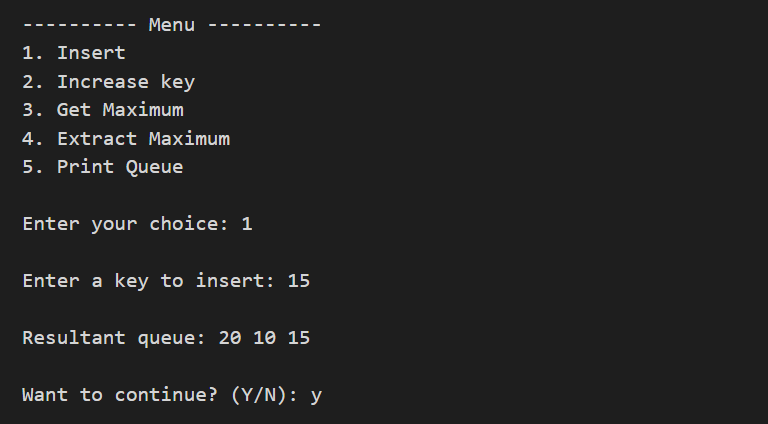 ---------- Menu ----------
1. Insert
2. Increase key
3. Get Maximum
4. Extract Maximum
5. Print Queue
Enter your choice: 1
Enter a key to insert: 15
Resultant queue: 20 10 15
Want to continue? (Y/N): y